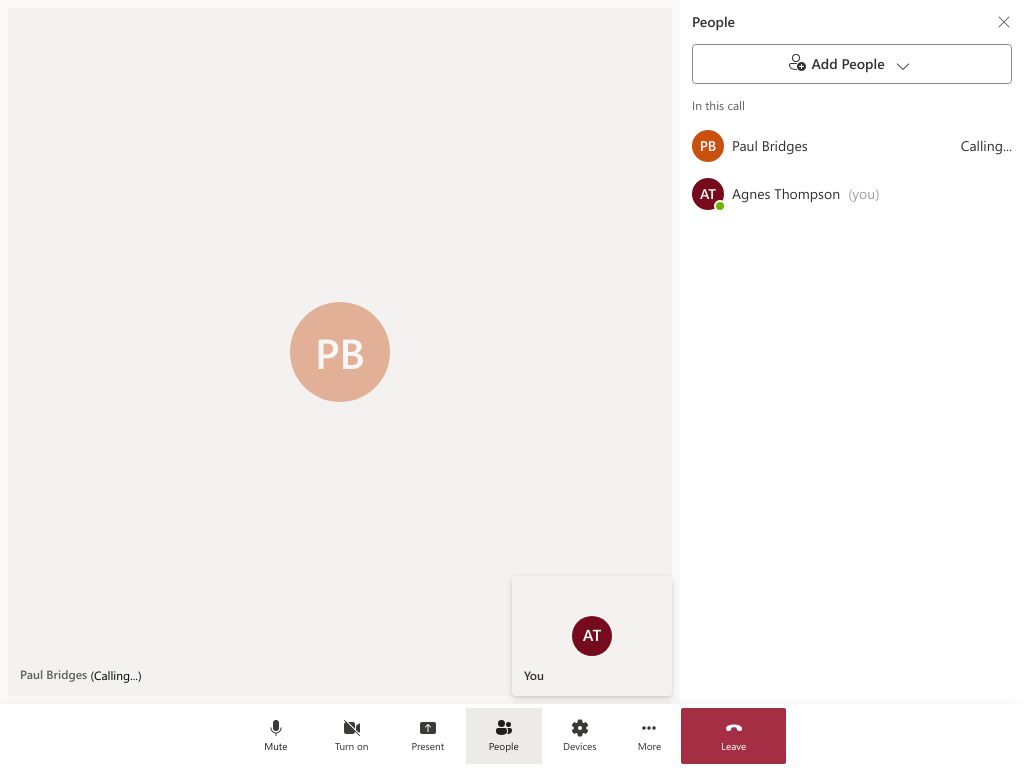 People
Add People
In this call
PB Paul Bridges Calling...
AT Agnes Thompson (you)
PB
AT
Paul Bridges (Calling...)
You
Mute Turn on Present People Devices More Leave